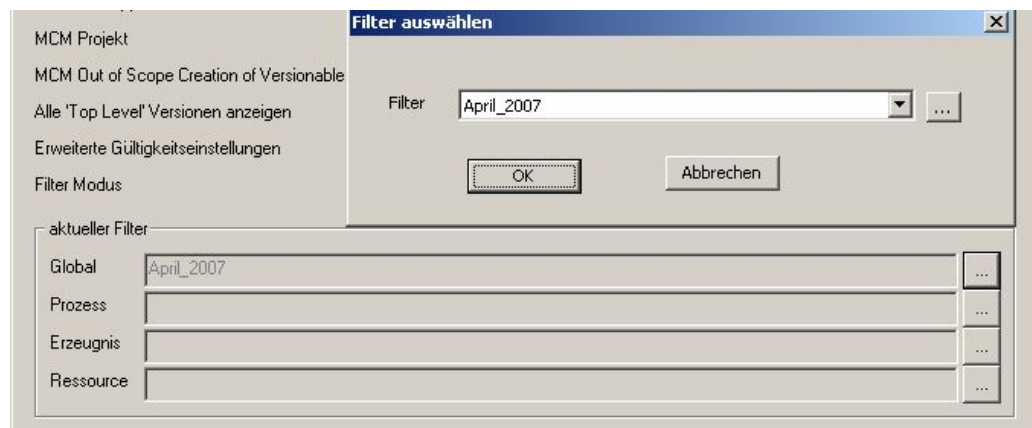 Filter auswählen
MCM Projekt
MCM Out of Scope Creation of Versionable
Alle 'Top Level' Versionen anzeigen
Filter April_2007 ...
Erweiterte Gültigkeitseinstellungen
OK Abbrechen
Filter Modus
aktueller Filter
Global April_2007 ...
Prozess ...
Erzeugnis ...
Ressource ...